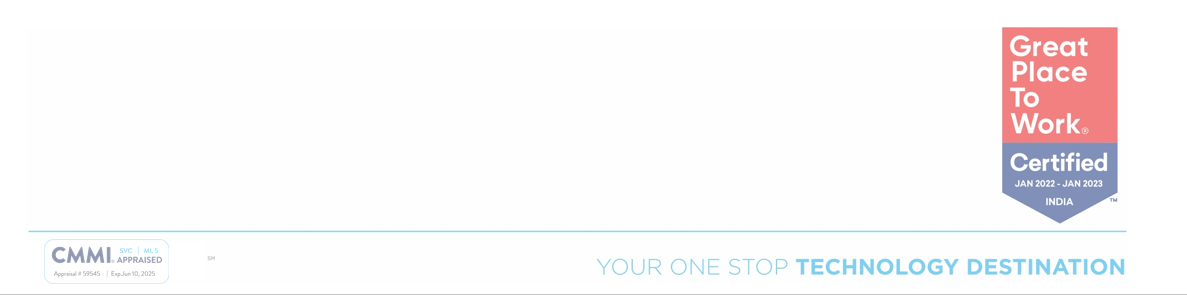 Great
Place
To
Work®
Certified
JAN 2022 - JAN 2023
INDIA ™
CMMI® SVC | ML5
APPRAISED
Appraisal # 59545 | Exp.Jun 10, 2025
SM
YOUR ONE STOP TECHNOLOGY DESTINATION